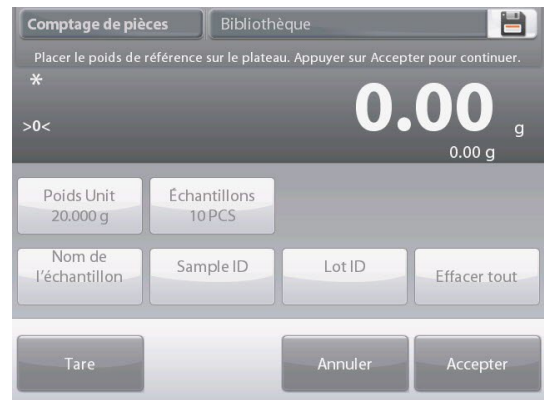 Comptage de pièces Bibliothèque
Placer le poids de référence sur le plateau. Appuyer sur Accepter pour continuer.
*
>0<
0.00 g
0.00 g
Poids Unit
20.000 g
Échantillons
10 PCS
Nom de
l'échantillon
Sample ID
Lot ID
Effacer tout
Tare
Annuler
Accepter